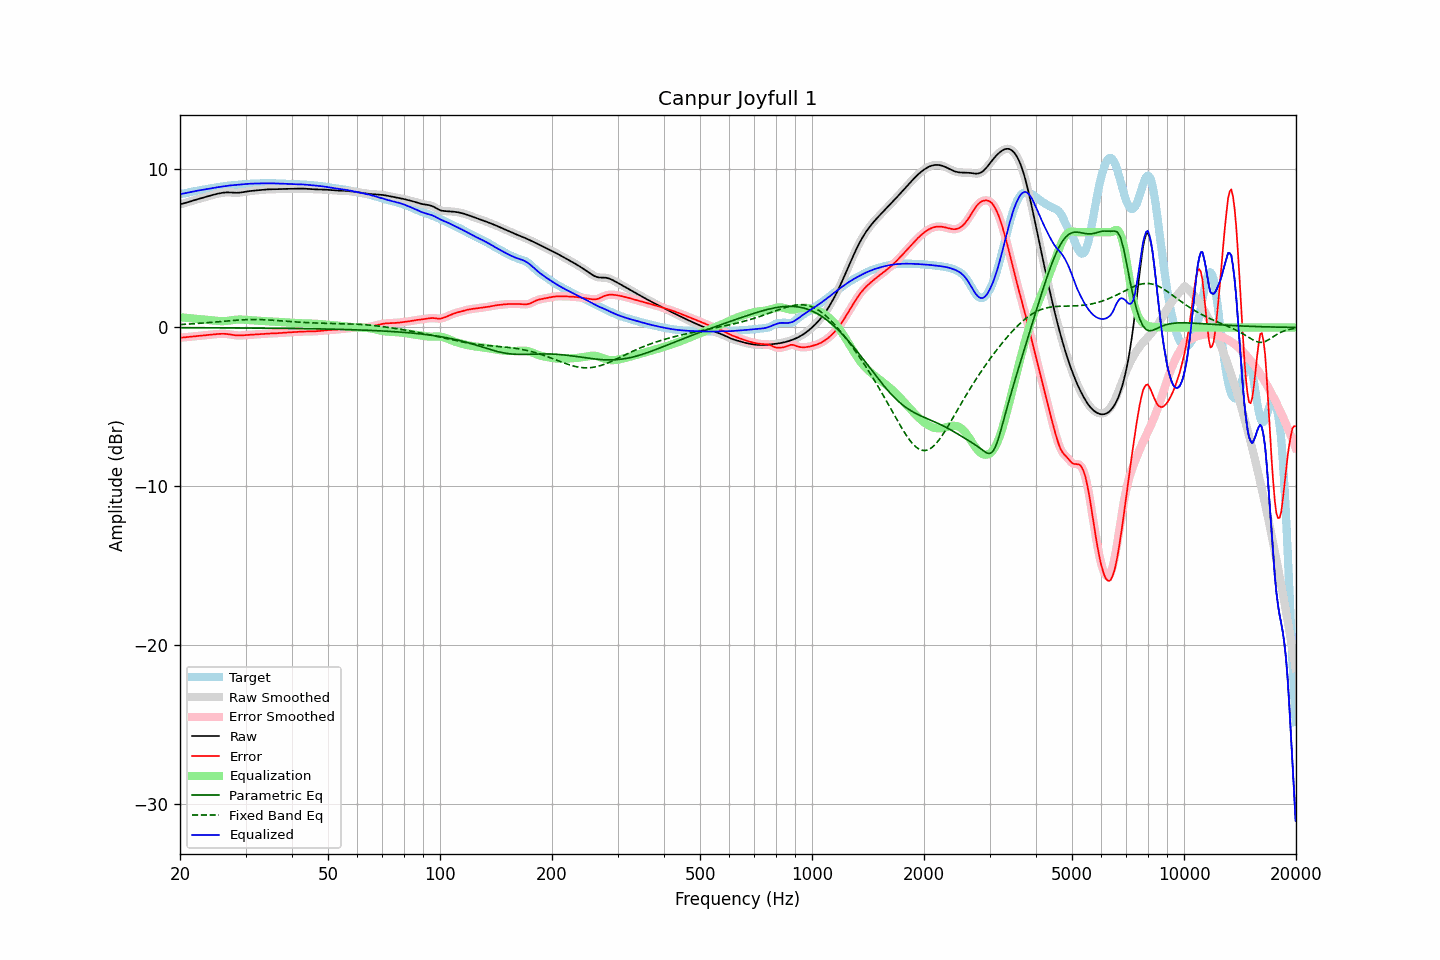 Canpur Joyfull 1
10
0
−10
−20
−30
Amplitude (dBr)
Target
Raw Smoothed
Error Smoothed
Raw
Error
Equalization
Parametric Eq
Fixed Band Eq
Equalized
20 50 100 200 500 1000 2000 5000 10000 20000
Frequency (Hz)